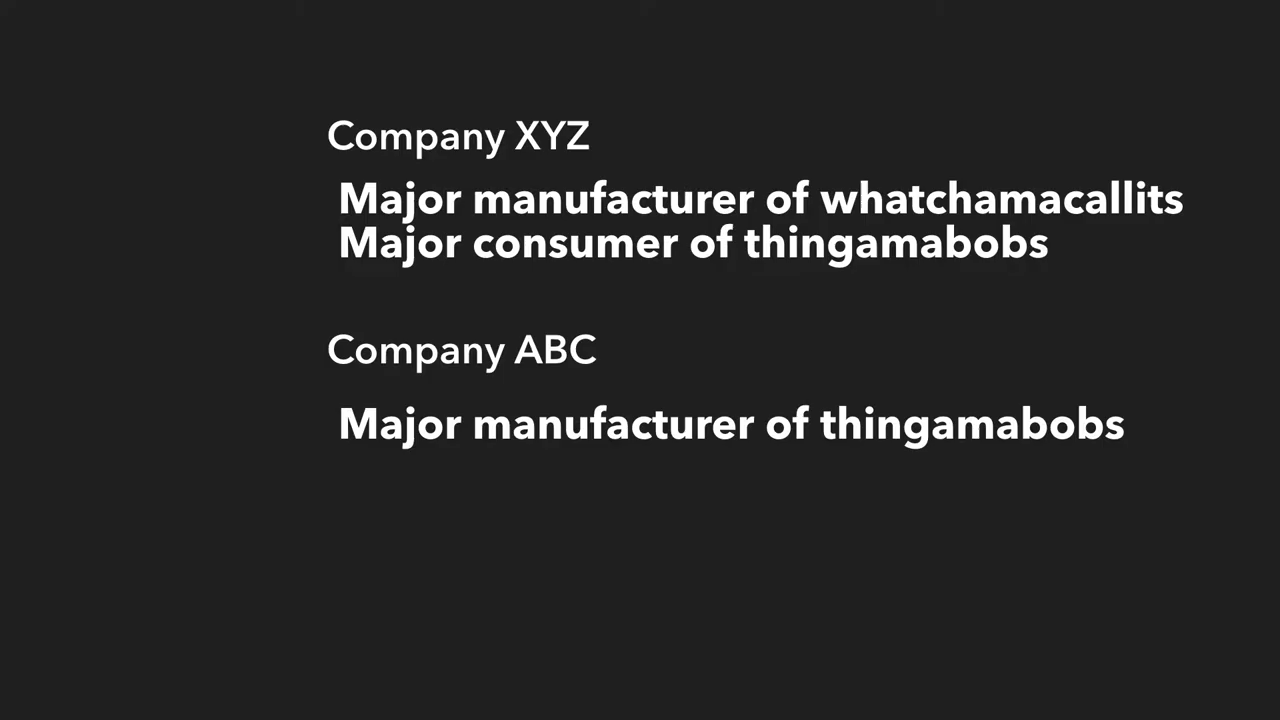 Company XYZ
Major manufacturer of whatchamacallits
Major consumer of thingamabobs
Company ABC
Major manufacturer of thingamabobs